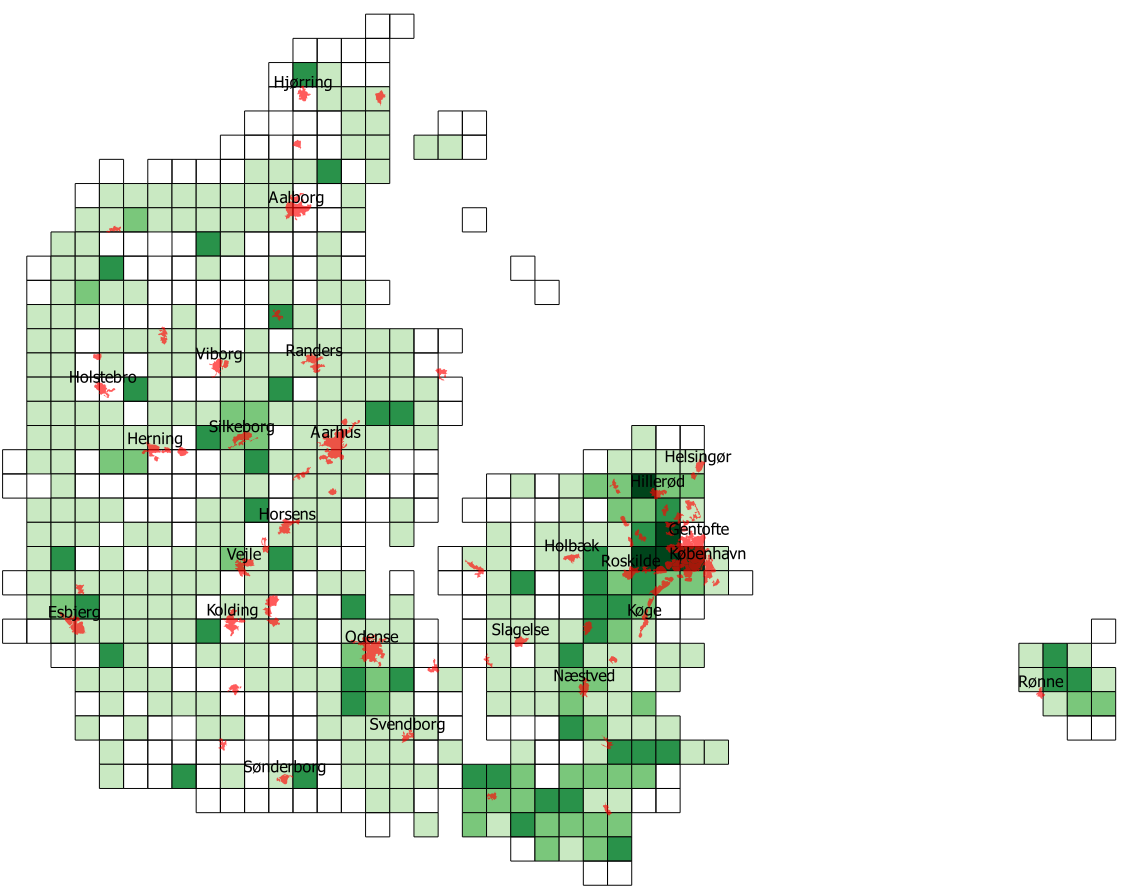 Hjørring
Aalborg
Viborg
Randers
Holstebro
Silkeborg
Aarhus
Herning
Helsingør
Hillerød
Horsens
Gentofte
Holbæk
København
Vejle
Roskilde
Esbjerg
Kolding
Køge
Odense
Slagelse
Næstved
Rønne
Svendborg
Sønderborg